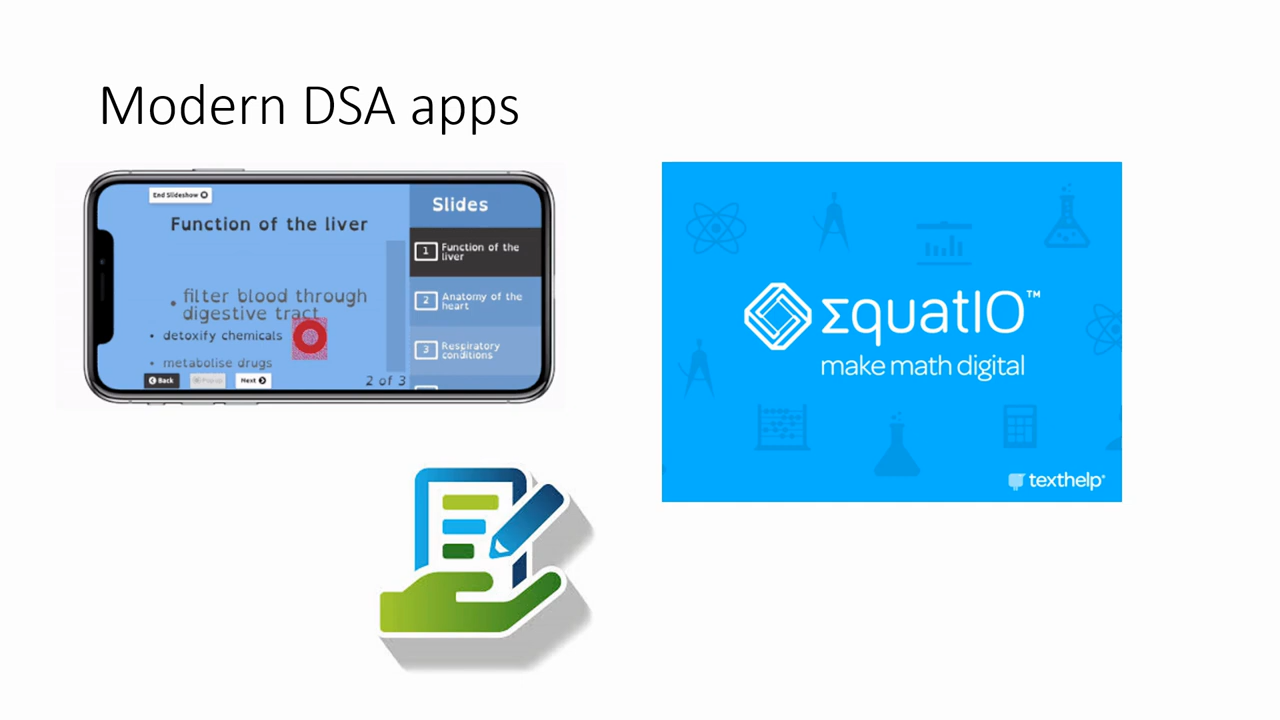 Modern DSA apps
End Slideshow
Function of the liver
• filter blood through
digestive tract
• detoxify chemicals
• metabolise drugs
Back
Next
2 of 3
Slides
1 Function of the
liver
2 Anatomy of the
heart
3 Respiratory
conditions
ΣquatIO™
make math digital
texthelp®